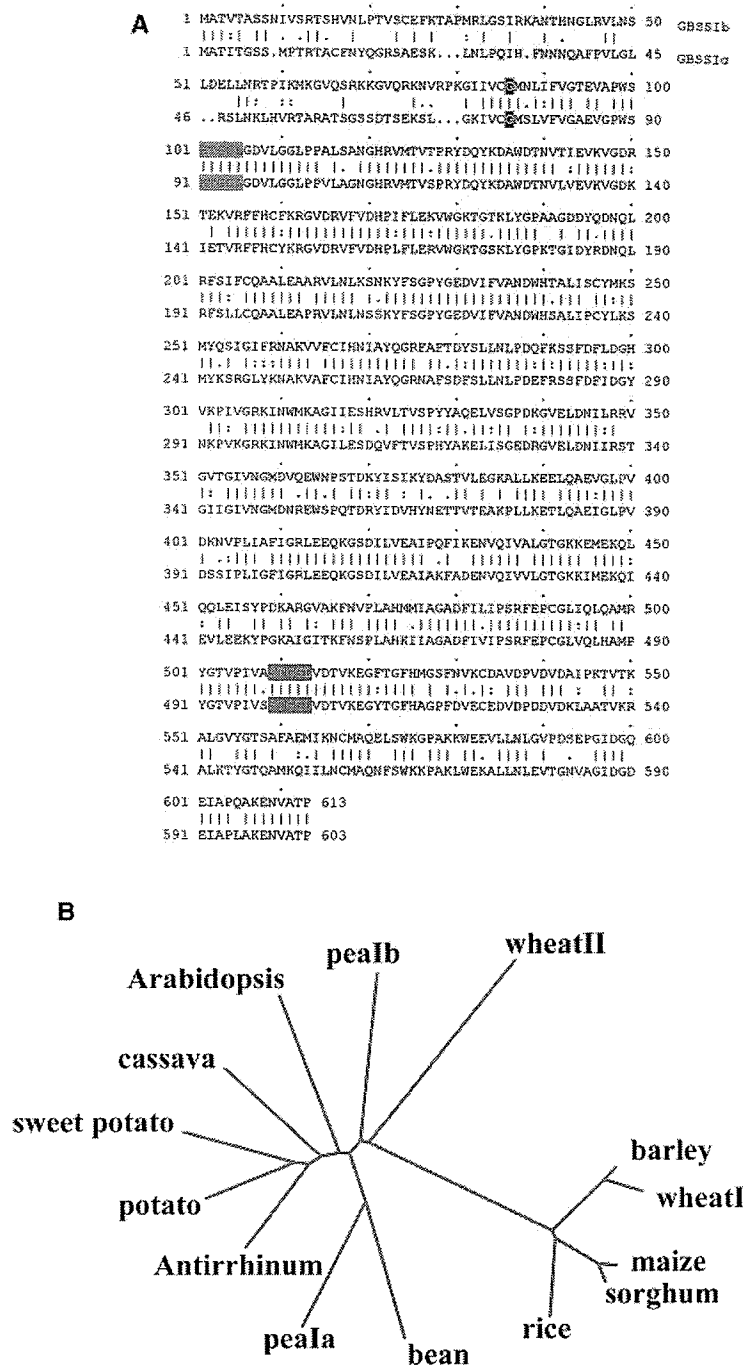 A
1 MATVTASSNIVSRTSHVNLPTVSCEFKTAPMRLGSIRKANTHNGLRVLNS 50 GBSSIb
1 MATITGSS.MPTRTACFNYQGRSAESK...LNLPQIH.FNNNQAFPVLGL 45 GBSSIa
51 LDELLNRTPIKMKGVQSRKKGVQRKNVRPKGIIVCGMNLIFVGTEVAPWS 100
46 ..RSLNKLHVRTARATSGSSDTSEKSL...GKIVCGMSLVFVGAEVGPWS 90
101 GDVLGGLPPALSANGHRVMTVTPRYDQYKDAWDTNVTIEVKVGDR 150
91 GDVLGGLPPVLAGNGHRVMTVSPRYDQYKDAWDTNVLVEVKVGDK 140
151 TEKVRFFHCFKRGVDRVFVDHPIFLEKVWGKTGTKLYGPAAGDDYQDNQL 200
141 IETVRFFHCYKRGVDRVFVDHPLFLERVWGKTGSKLYGPKTGIDYRDNQL 190
201 RFSIFCQAALEAARVLNLKSNKYFSGPYGEDVIFVANDWHTALISCYMKS 250
191 RFSLLCQAALEAPRVLNLNSSKYFSGPYGEDVIFVANDWHSALIPCYLKS 240
251 MYQSIGIFRNAKVVFCIHNIAYQGRFAFTDYSLLNLPDQFKSSFDFLDGH 300
241 MYKSRGLYKNAKVAFCIHNIAYQGRNAFSDFSLLNLPDEFRSSFDFIDGY 290
301 VKPIVGRKINWMKAGIIESHRVLTVSPYYAQELVSGPDKGVELDNILRRV 350
291 NKPVKGRKINWMKAGILESDQVFTVSPHYAKELISGEDRGVELDNIIRST 340
351 GVTGIVNGMDVQEWNPSTDKYISIKYDASTVLEGKALLKEELQAEVGLPV 400
341 GIIGIVNGMDNREWSPQTDRYIDVHYNETTVTEAKPLLKETLQAEIGLPV 390
401 DKNVPLIAFIGRLEEQKGSDILVEAIPQFIKENVQIVALGTGKKEMEKQL 450
391 DSSIPLIGFIGRLEEQKGSDILVEAIAKFADENVQIVVLGTGKKIMEKQI 440
451 QQLEISYPDKARGVAKFNVPLAHMMIAGADFILIPSRFEPCGLIQLQAMR 500
441 EVLEEKYPGKAIGITKFNSPLAHKIIAGADFIVIPSRFEPCGLVQLHAMP 490
501 YGTVPIVA VDTVKEGFTGFHMGSFNVKCDAVDPVDVDAIPKTVTK 550
491 YGTVPIVS VDTVKEGYTGFHAGPFDVECEDVDPDDVDKLAATVKR 540
551 ALGVYGTSAFAEMIKNCMAQELSWKGPAKKWEEVLLNLGVPDSEPGIDGQ 600
541 ALKTYGTQAMKQIILNCMAQNFSWKKPAKLWEKALLNLEVTGNVAGIDGD 590
601 EIAPQAKENVATP 613
591 EIAPLAKENVATP 603
B
peaIb
wheatII
Arabidopsis
cassava
sweet potato
barley
wheatI
potato
maize
Antirrhinum
sorghum
rice
peaIa
bean